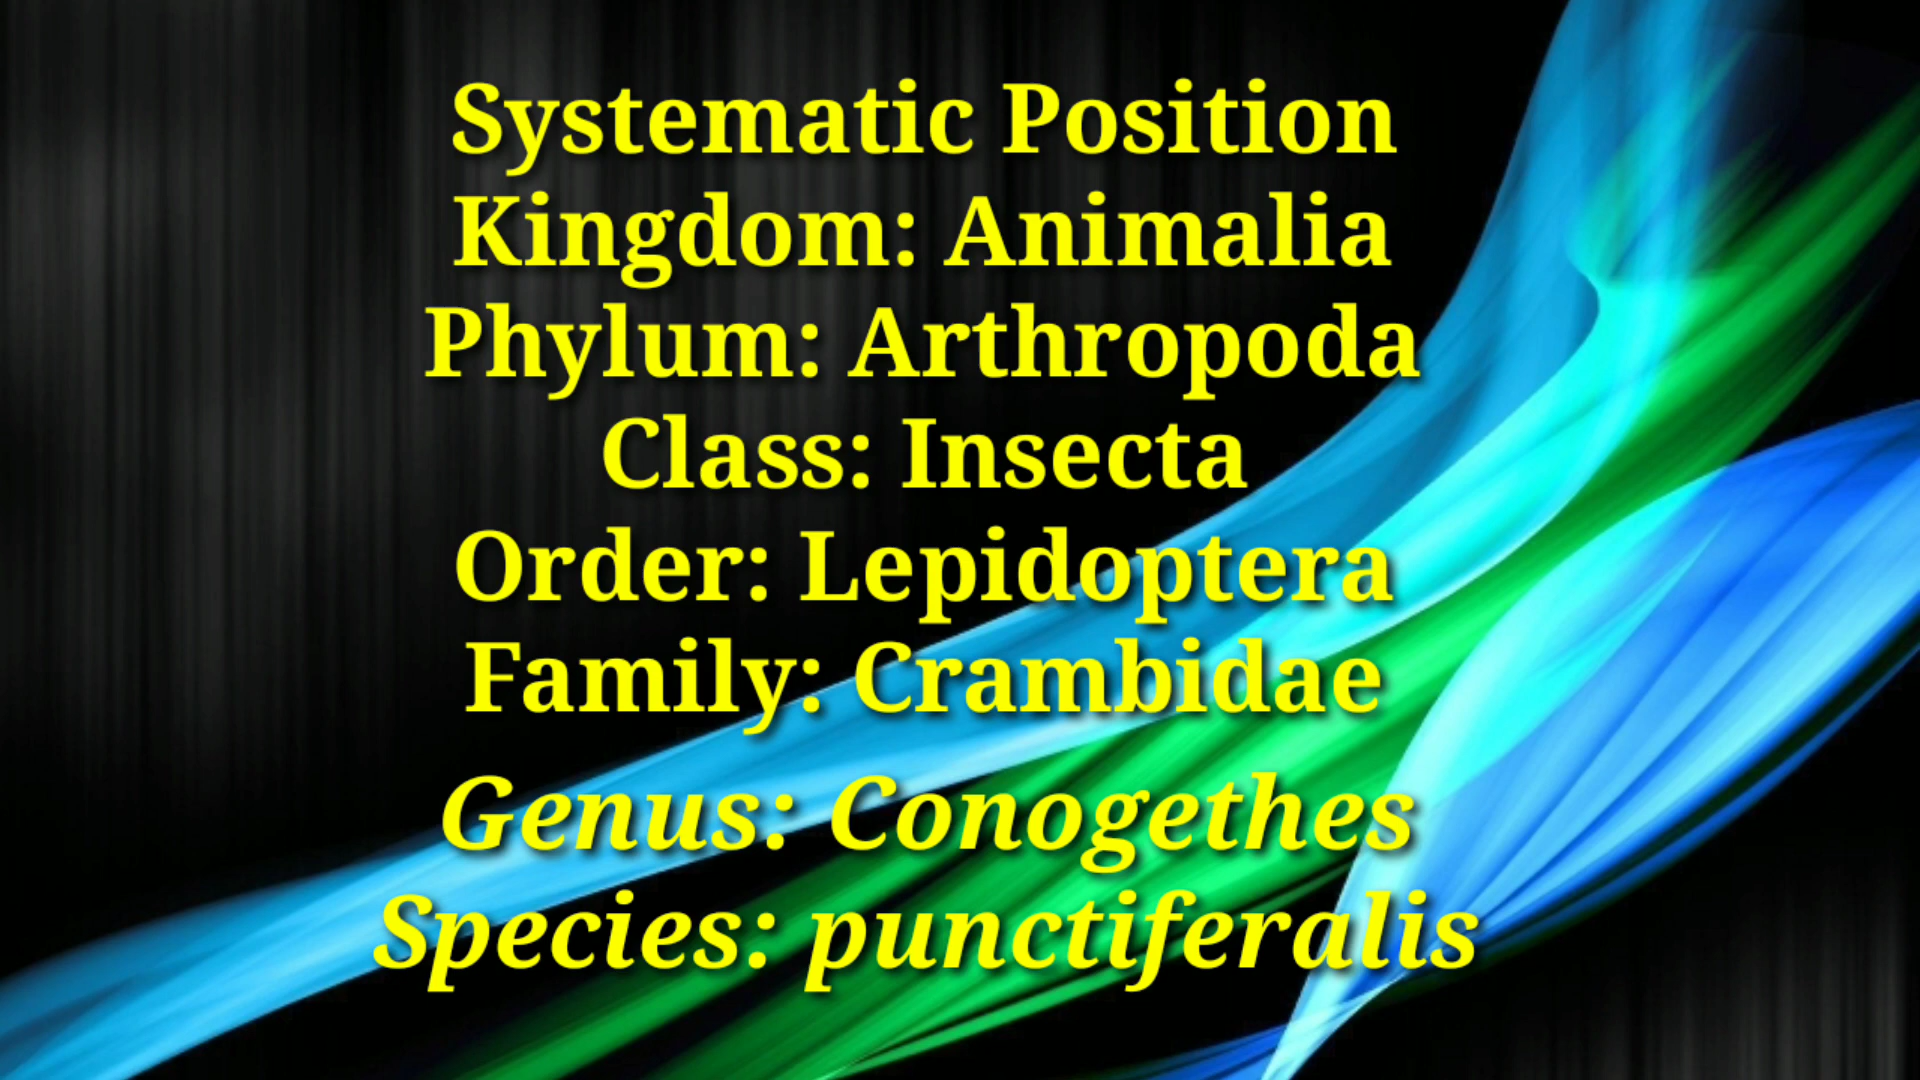 Systematic Position
Kingdom: Animalia
Phylum: Arthropoda
Class: Insecta
Order: Lepidoptera
Family: Crambidae
Genus: Conogethes
Species: punctiferalis